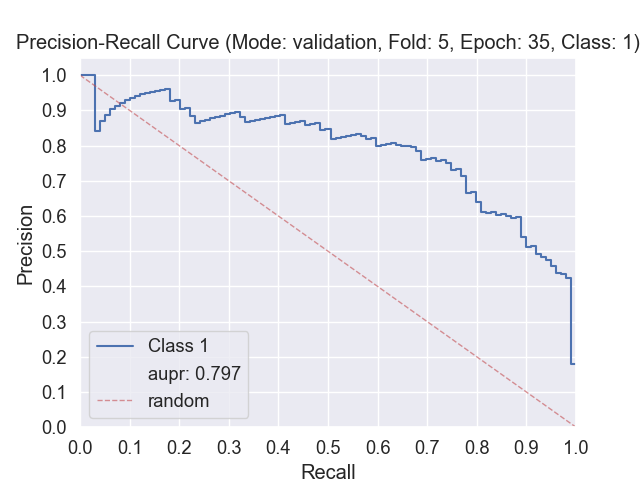 Precision-Recall Curve (Mode: validation, Fold: 5, Epoch: 35, Class: 1)
1.0
0.9
0.8
0.7
0.6
0.5
0.4
0.3
0.2
0.1
0.0
Precision
Class 1
aupr: 0.797
random
0.0 0.1 0.2 0.3 0.4 0.5 0.6 0.7 0.8 0.9 1.0
Recall